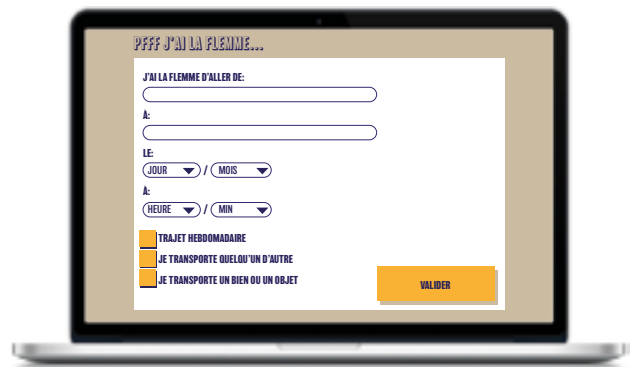 PFFF J'AI LA FLEMME...
J'AI LA FLEMME D'ALLER DE:
À:
LE:
JOUR / MOIS
À:
HEURE / MIN
TRAJET HEBDOMADAIRE
JE TRANSPORTE QUELQU'UN D'AUTRE
JE TRANSPORTE UN BIEN OU UN OBJET
VALIDER